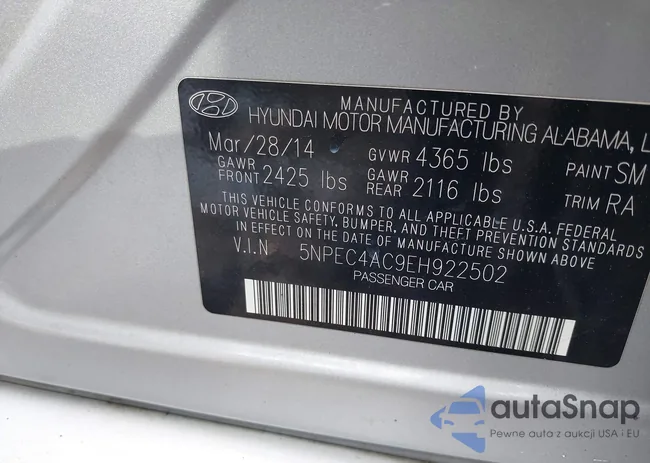 MANUFACTURED BY
HYUNDAI MOTOR MANUFACTURING ALABAMA, L
Mar/28/14 GVWR 4365 lbs PAINT SM
GAWR FRONT 2425 lbs GAWR REAR 2116 lbs TRIM RA
THIS VEHICLE CONFORMS TO ALL APPLICABLE U.S.A. FEDERAL
MOTOR VEHICLE SAFETY, BUMPER, AND THEFT PREVENTION STANDARDS
IN EFFECT ON THE DATE OF MANUFACTURE SHOWN ABOVE.
V.I.N 5NPEC4AC9EH922502
PASSENGER CAR
autaSnap
Pewne auta z aukcji USA i EU